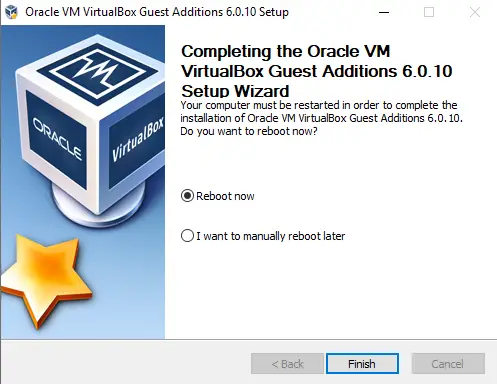 Oracle VM VirtualBox Guest Additions 6.0.10 Setup
Completing the Oracle VM
VirtualBox Guest Additions 6.0.10
Setup Wizard
Your computer must be restarted in order to complete the
installation of Oracle VM VirtualBox Guest Additions 6.0.10.
Do you want to reboot now?
ORACLE
VirtualBox
Reboot now
I want to manually reboot later
< Back
Finish
Cancel